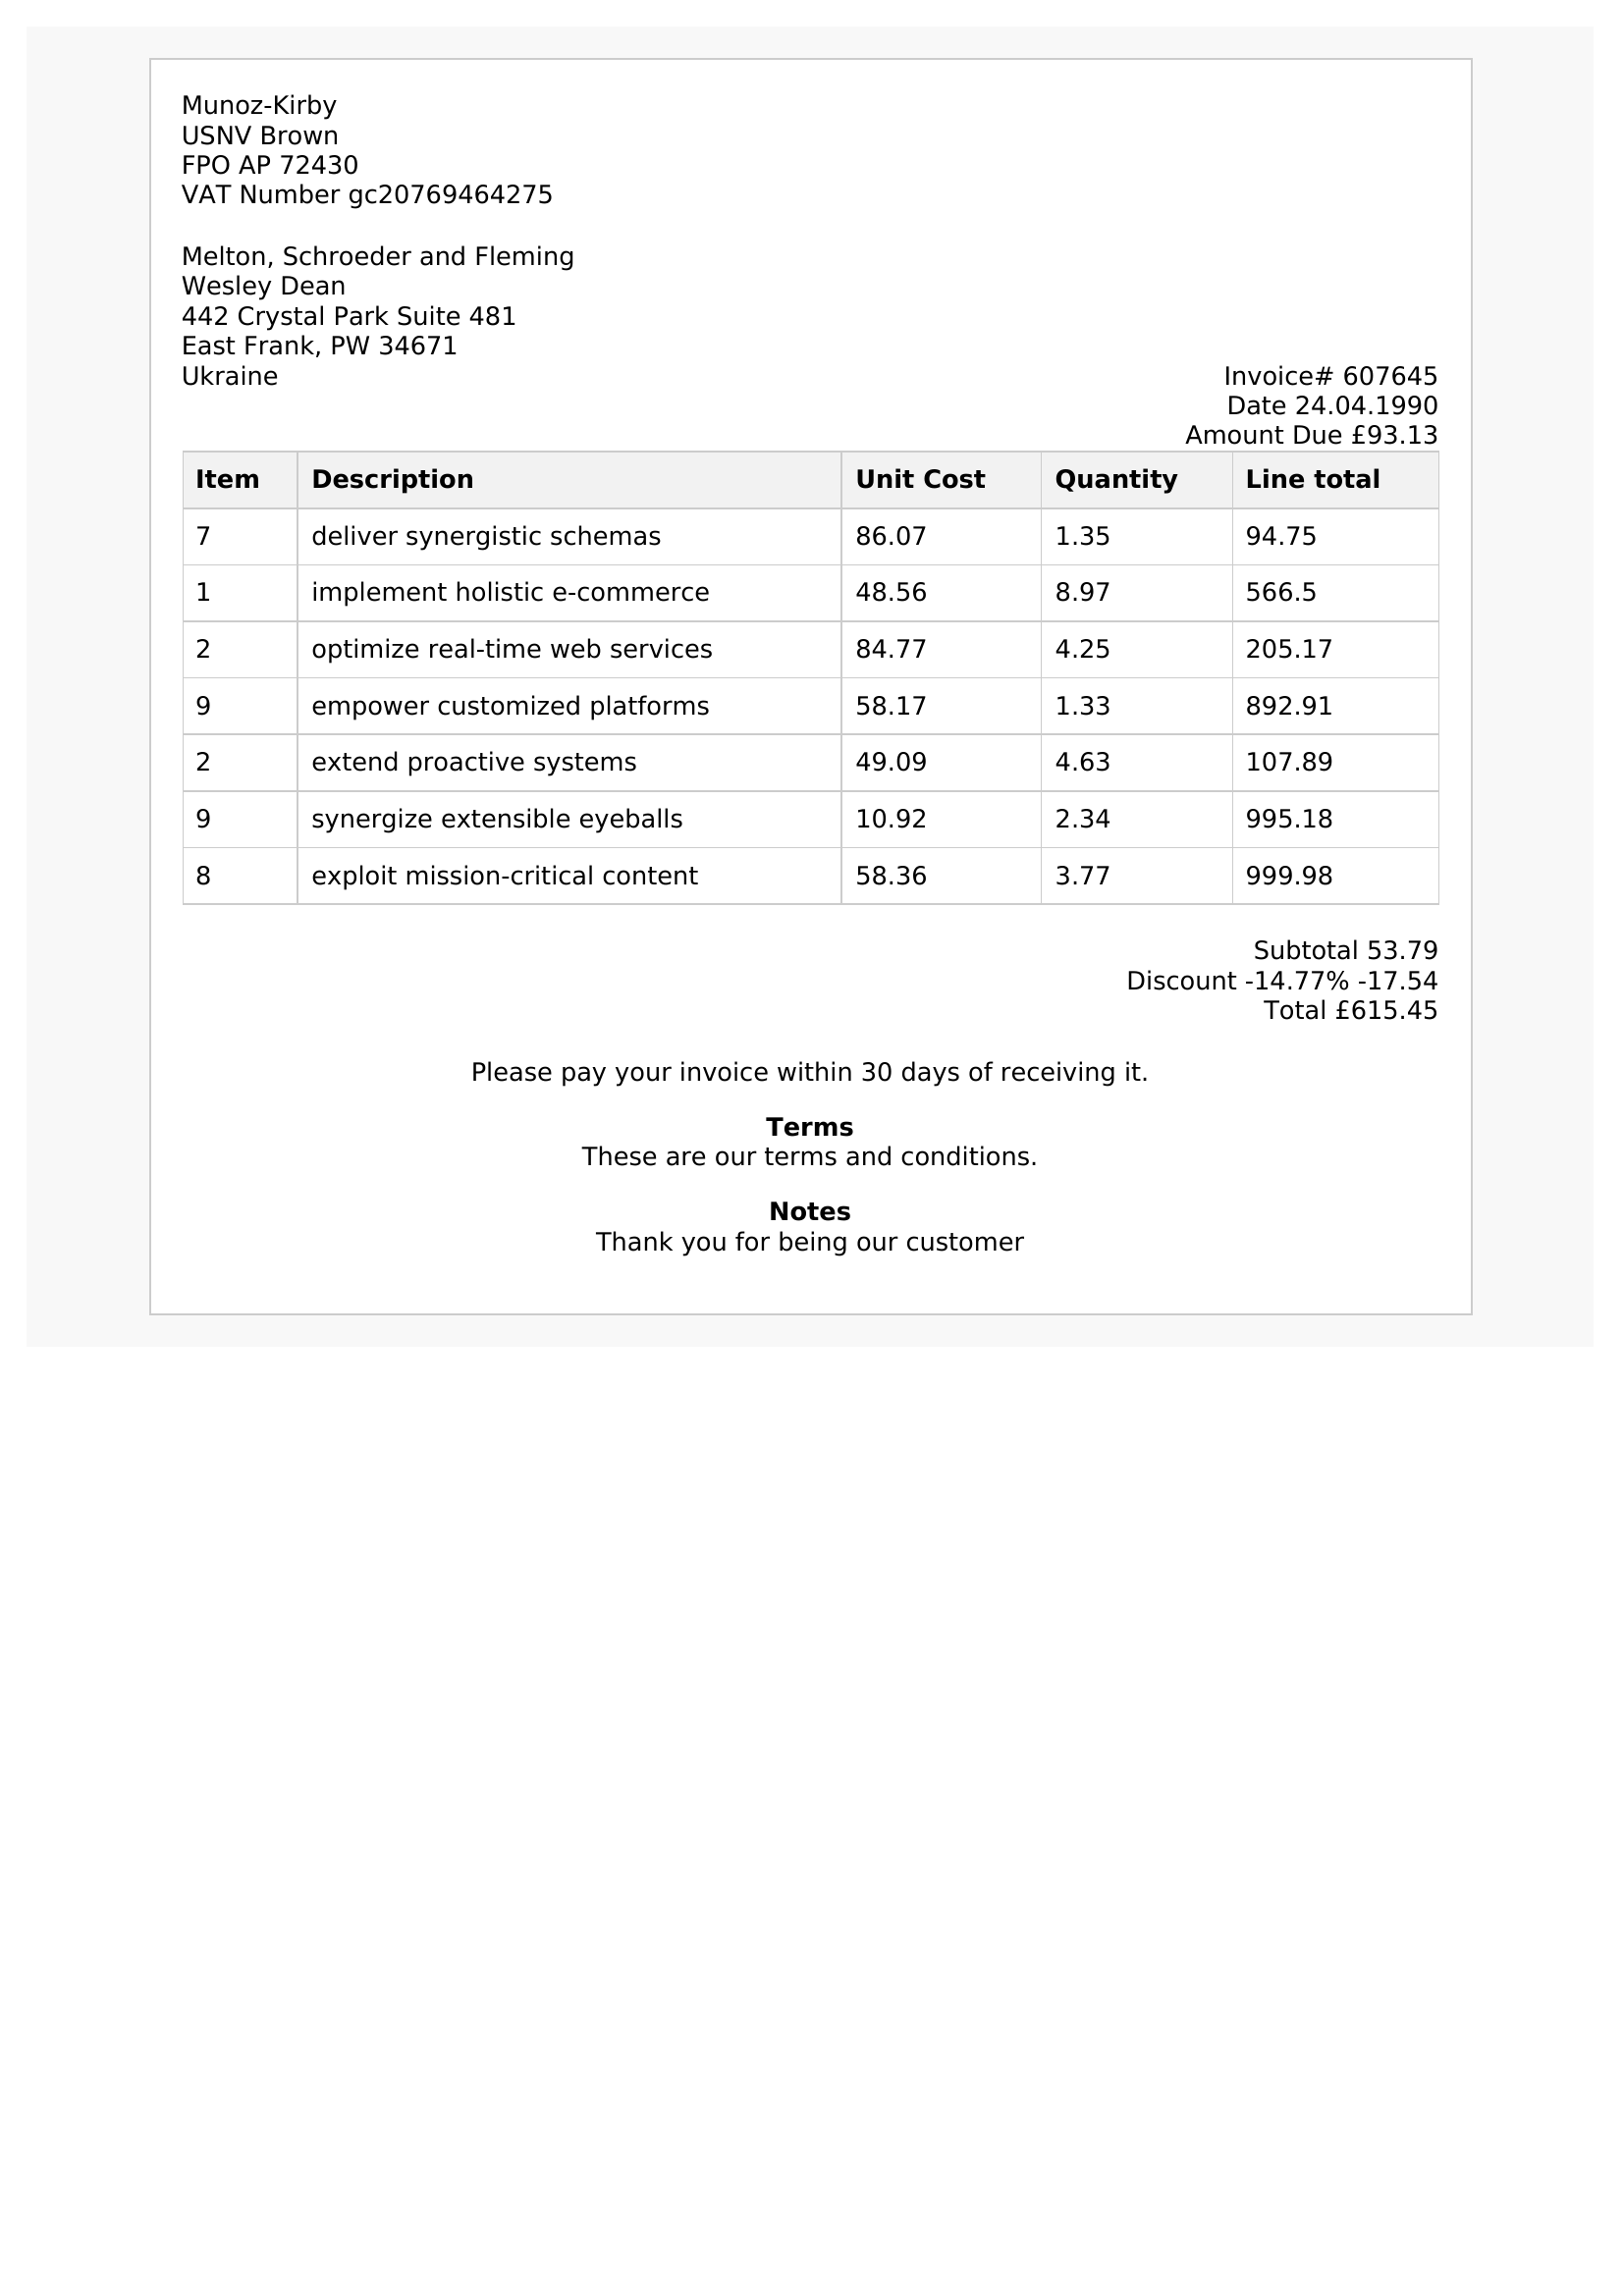 Munoz-Kirby
USNV Brown
FPO AP 72430
VAT Number gc20769464275
Melton, Schroeder and Fleming
Wesley Dean
442 Crystal Park Suite 481
East Frank, PW 34671
Ukraine
Invoice# 607645
Date 24.04.1990
Amount Due £93.13
Item Description Unit Cost Quantity Line total
7 deliver synergistic schemas 86.07 1.35 94.75
1 implement holistic e-commerce 48.56 8.97 566.5
2 optimize real-time web services 84.77 4.25 205.17
9 empower customized platforms 58.17 1.33 892.91
2 extend proactive systems 49.09 4.63 107.89
9 synergize extensible eyeballs 10.92 2.34 995.18
8 exploit mission-critical content 58.36 3.77 999.98
Subtotal 53.79
Discount -14.77% -17.54
Total £615.45
Please pay your invoice within 30 days of receiving it.
Terms
These are our terms and conditions.
Notes
Thank you for being our customer